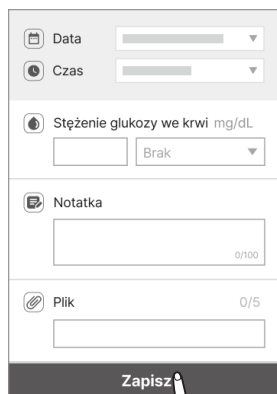 Data
Czas
Stężenie glukozy we krwi mg/dL
Brak
Notatka
0/100
Plik 0/5
Zapisz